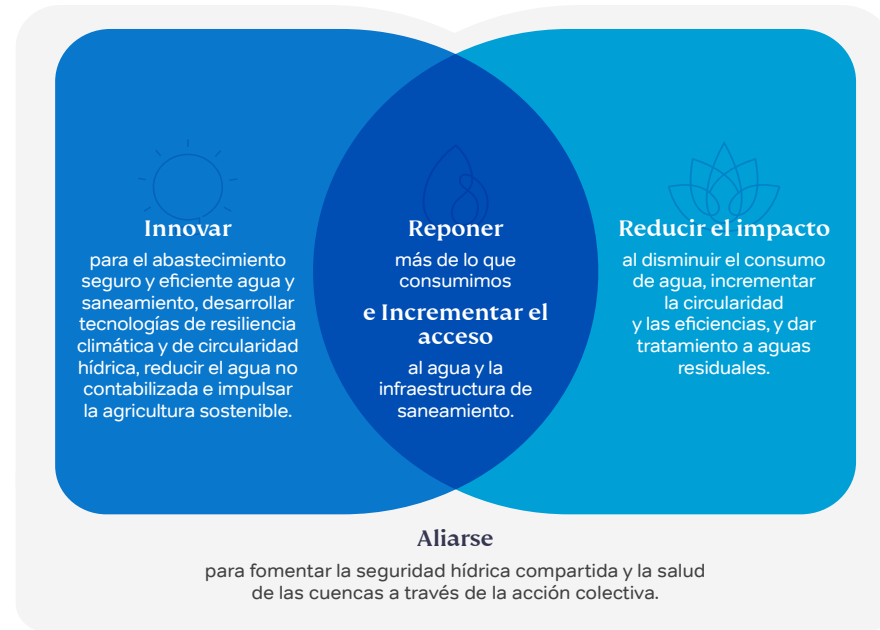 Innovar
para el abastecimiento
seguro y eficiente agua y
saneamiento, desarrollar
tecnologías de resiliencia
climática y de circularidad
hídrica, reducir el agua no
contabilizada e impulsar
la agricultura sostenible.
Reponer
más de lo que
consumimos
e Incrementar el
acceso
al agua y la
infraestructura de
saneamiento.
Reducir el impacto
al disminuir el consumo
de agua, incrementar
la circularidad
y las eficiencias, y dar
tratamiento a aguas
residuales.
Aliarse
para fomentar la seguridad hídrica compartida y la salud
de las cuencas a través de la acción colectiva.